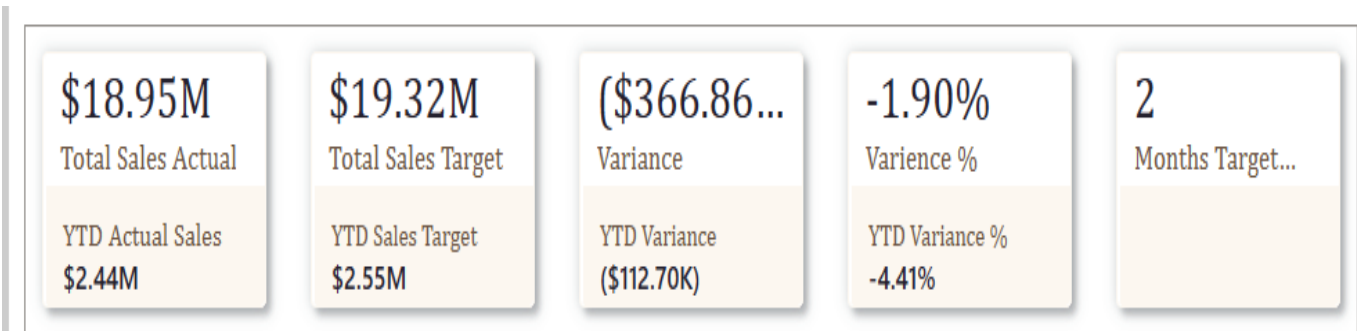 $18.95M
Total Sales Actual
YTD Actual Sales
$2.44M
$19.32M
Total Sales Target
YTD Sales Target
$2.55M
($366.86...
Variance
YTD Variance
($112.70K)
-1.90%
Varience %
YTD Variance %
-4.41%
2
Months Target...